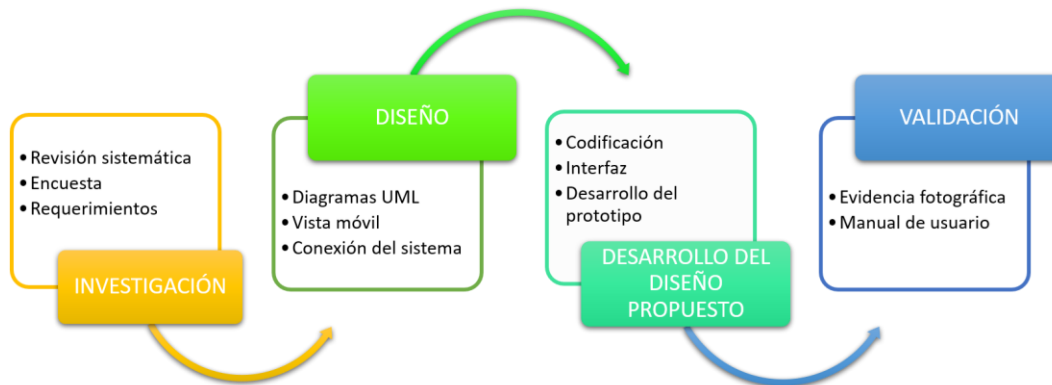 • Revisión sistemática
• Encuesta
• Requerimientos
INVESTIGACIÓN
DISEÑO
• Diagramas UML
• Vista móvil
• Conexión del sistema
• Codificación
• Interfaz
• Desarrollo del
prototipo
DESARROLLO DEL
DISEÑO
PROPUESTO
VALIDACIÓN
• Evidencia fotográfica
• Manual de usuario